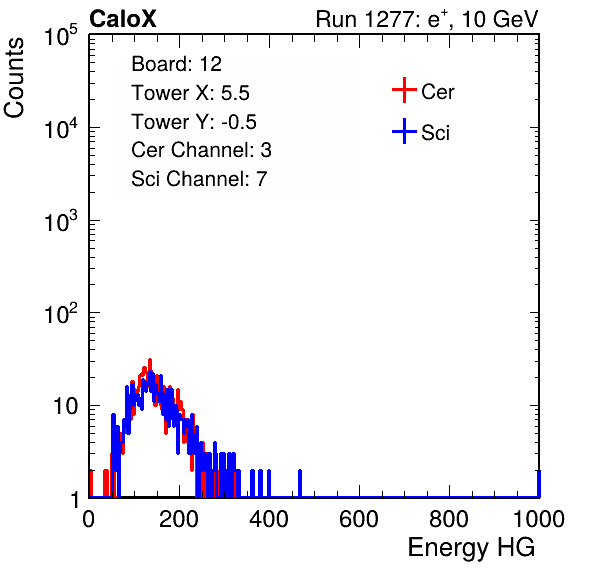 CaloX Run 1277: e⁺, 10 GeV
Counts
Board: 12
Tower X: 5.5
Tower Y: -0.5
Cer Channel: 3
Sci Channel: 7
Cer
Sci
10⁵
10⁴
10³
10²
10
1
0 200 400 600 800 1000
Energy HG